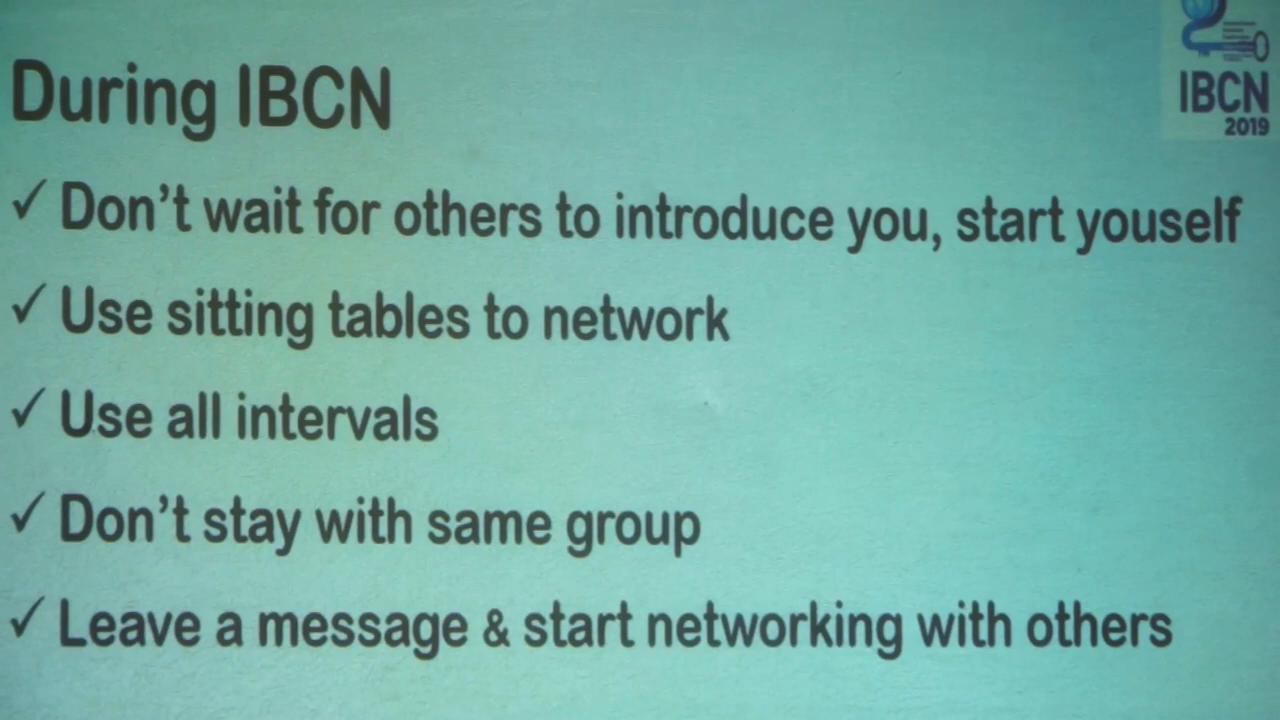 During IBCN
IBCN
2019
✓ Don't wait for others to introduce you, start youself
✓ Use sitting tables to network
✓ Use all intervals
✓ Don't stay with same group
✓ Leave a message & start networking with others